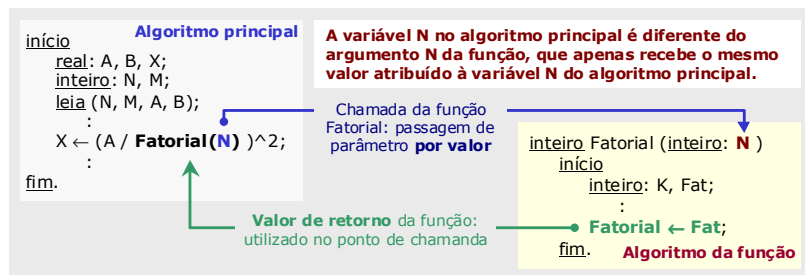 Algoritmo principal
início
real: A, B, X;
inteiro: N, M;
leia (N, M, A, B);
:
X ← (A / Fatorial(N) )^2;
:
fim.
A variável N no algoritmo principal é diferente do
argumento N da função, que apenas recebe o mesmo
valor atribuído à variável N do algoritmo principal.
Chamada da função
Fatorial: passagem de
parâmetro por valor
inteiro Fatorial (inteiro: N )
início
inteiro: K, Fat;
:
Fatorial ← Fat;
fim.
Algoritmo da função
Valor de retorno da função:
utilizado no ponto de chamanda